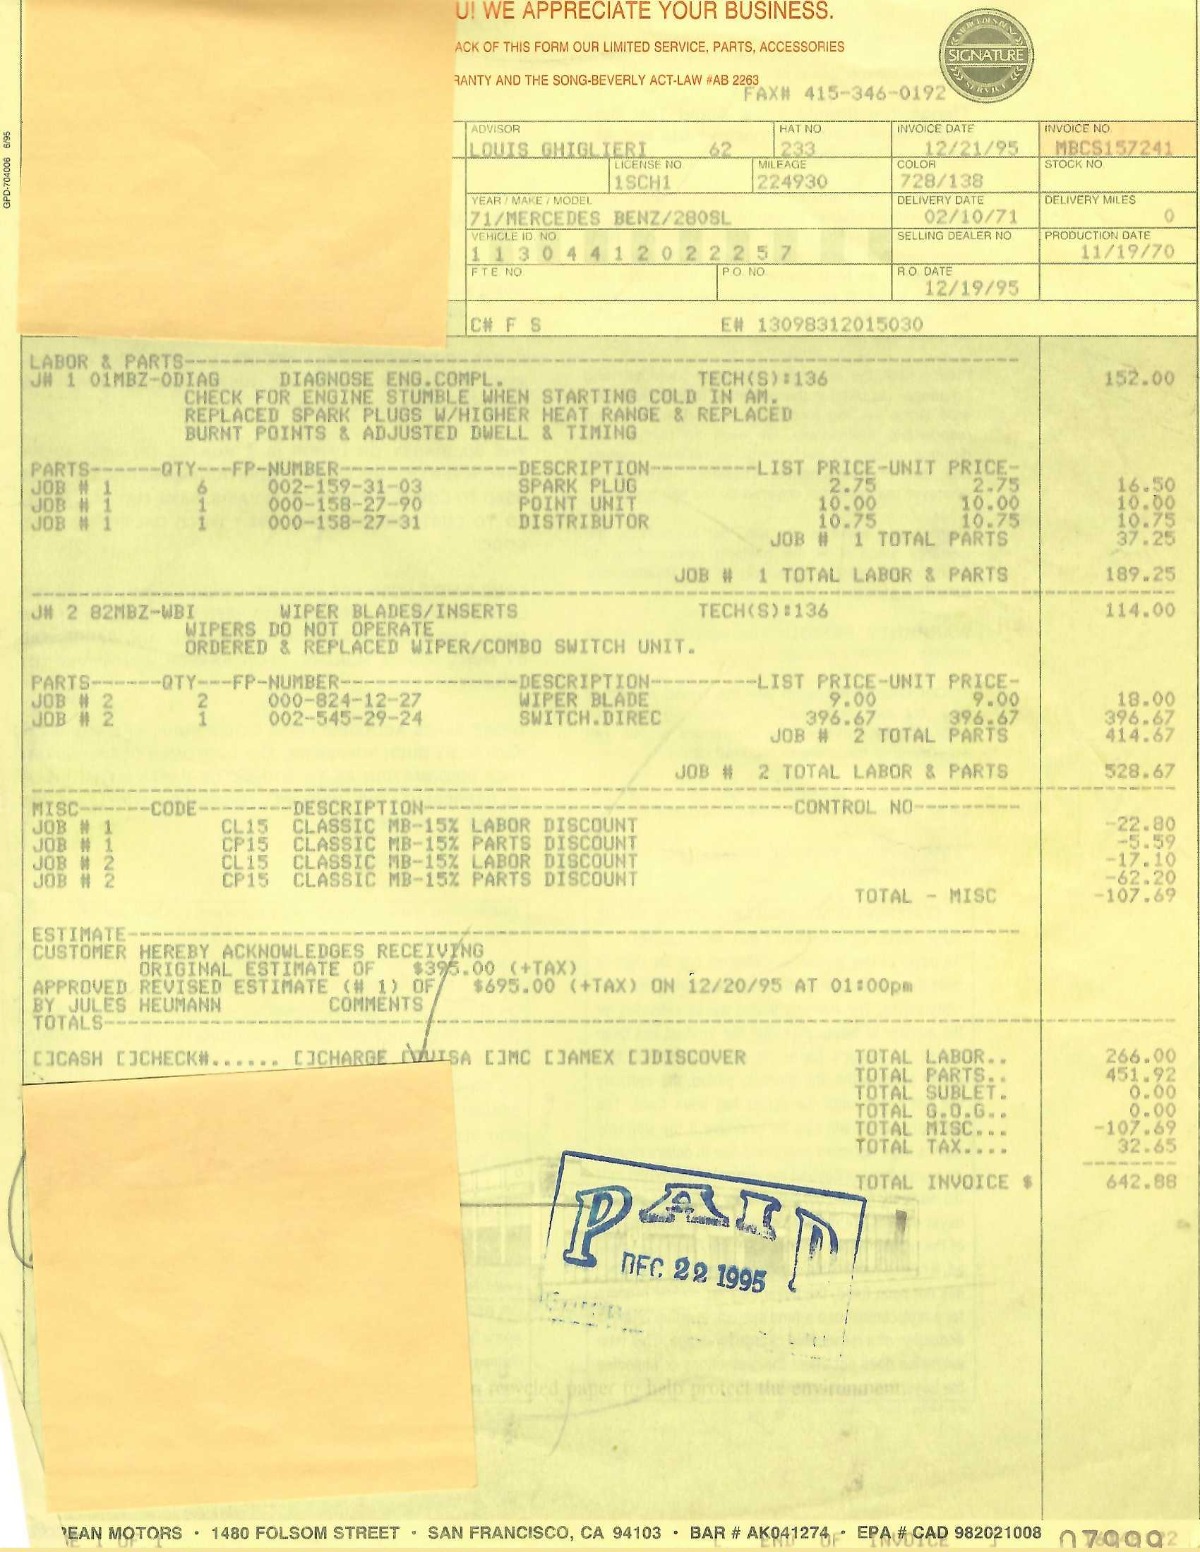 U! WE APPRECIATE YOUR BUSINESS.
ACK OF THIS FORM OUR LIMITED SERVICE, PARTS, ACCESSORIES
RANTY AND THE SONG-BEVERLY ACT-LAW #AB 2263
SIGNATURE
SERVICE
FAX# 415-346-0192
GPD-704006 6/95
ADVISOR HAT NO INVOICE DATE INVOICE NO.
LOUIS GHIGLIERI 62 233 12/21/95 MBCS157241
LICENSE NO. MILEAGE COLOR STOCK NO.
1SCH1 224930 728/138
YEAR / MAKE / MODEL DELIVERY DATE DELIVERY MILES
71/MERCEDES BENZ/280SL 02/10/71 0
VEHICLE ID. NO. SELLING DEALER NO. PRODUCTION DATE
11304412022257 11/19/70
F.T.E. NO. P.O. NO. R.O. DATE
12/19/95
C# F S E# 13098312015030
LABOR & PARTS----------------------------------------
J# 1 01MBZ-ODIAG DIAGNOSE ENG.COMPL. TECH(S):136 152.00
CHECK FOR ENGINE STUMBLE WHEN STARTING COLD IN AM.
REPLACED SPARK PLUGS W/HIGHER HEAT RANGE & REPLACED
BURNT POINTS & ADJUSTED DWELL & TIMING
PARTS------QTY---FP-NUMBER--------------DESCRIPTION--------LIST PRICE-UNIT PRICE-
JOB # 1 6 002-159-31-03 SPARK PLUG 2.75 2.75 16.50
JOB # 1 1 000-158-27-90 POINT UNIT 10.00 10.00 10.00
JOB # 1 1 000-158-27-31 DISTRIBUTOR 10.75 10.75 10.75
JOB # 1 TOTAL PARTS 37.25
JOB # 1 TOTAL LABOR & PARTS 189.25
J# 2 82MBZ-WBI WIPER BLADES/INSERTS TECH(S):136 114.00
WIPERS DO NOT OPERATE
ORDERED & REPLACED WIPER/COMBO SWITCH UNIT.
PARTS------QTY---FP-NUMBER--------------DESCRIPTION--------LIST PRICE-UNIT PRICE-
JOB # 2 2 000-824-12-27 WIPER BLADE 9.00 9.00 18.00
JOB # 2 1 002-545-29-24 SWITCH.DIREC 396.67 396.67 396.67
JOB # 2 TOTAL PARTS 414.67
JOB # 2 TOTAL LABOR & PARTS 528.67
MISC------CODE--------DESCRIPTION-----------------------------CONTROL NO---------
JOB # 1 CL15 CLASSIC MB-15% LABOR DISCOUNT -22.80
JOB # 1 CP15 CLASSIC MB-15% PARTS DISCOUNT -5.59
JOB # 2 CL15 CLASSIC MB-15% LABOR DISCOUNT -17.10
JOB # 2 CP15 CLASSIC MB-15% PARTS DISCOUNT -62.20
TOTAL - MISC -107.69
ESTIMATE----------------------------------------
CUSTOMER HEREBY ACKNOWLEDGES RECEIVING
ORIGINAL ESTIMATE OF $395.00 (+TAX)
APPROVED REVISED ESTIMATE (# 1) OF $695.00 (+TAX) ON 12/20/95 AT 01:00pm
BY JULES HEUMANN COMMENTS
TOTALS----------------------------------------
[]CASH []CHECK#...... []CHARGE []VISA []MC []AMEX []DISCOVER TOTAL LABOR.. 266.00
TOTAL PARTS.. 451.92
TOTAL SUBLET. 0.00
TOTAL G.O.G.. 0.00
TOTAL MISC... -107.69
TOTAL TAX.... 32.65
TOTAL INVOICE $ 642.88
PAID
DEC. 22 1995
recycled paper to help protect the environment
PEAN MOTORS • 1480 FOLSOM STREET • SAN FRANCISCO, CA 94103 • BAR # AK041274 • EPA # CAD 982021008
E 1 OF 1 [ END OF INVOICE ]